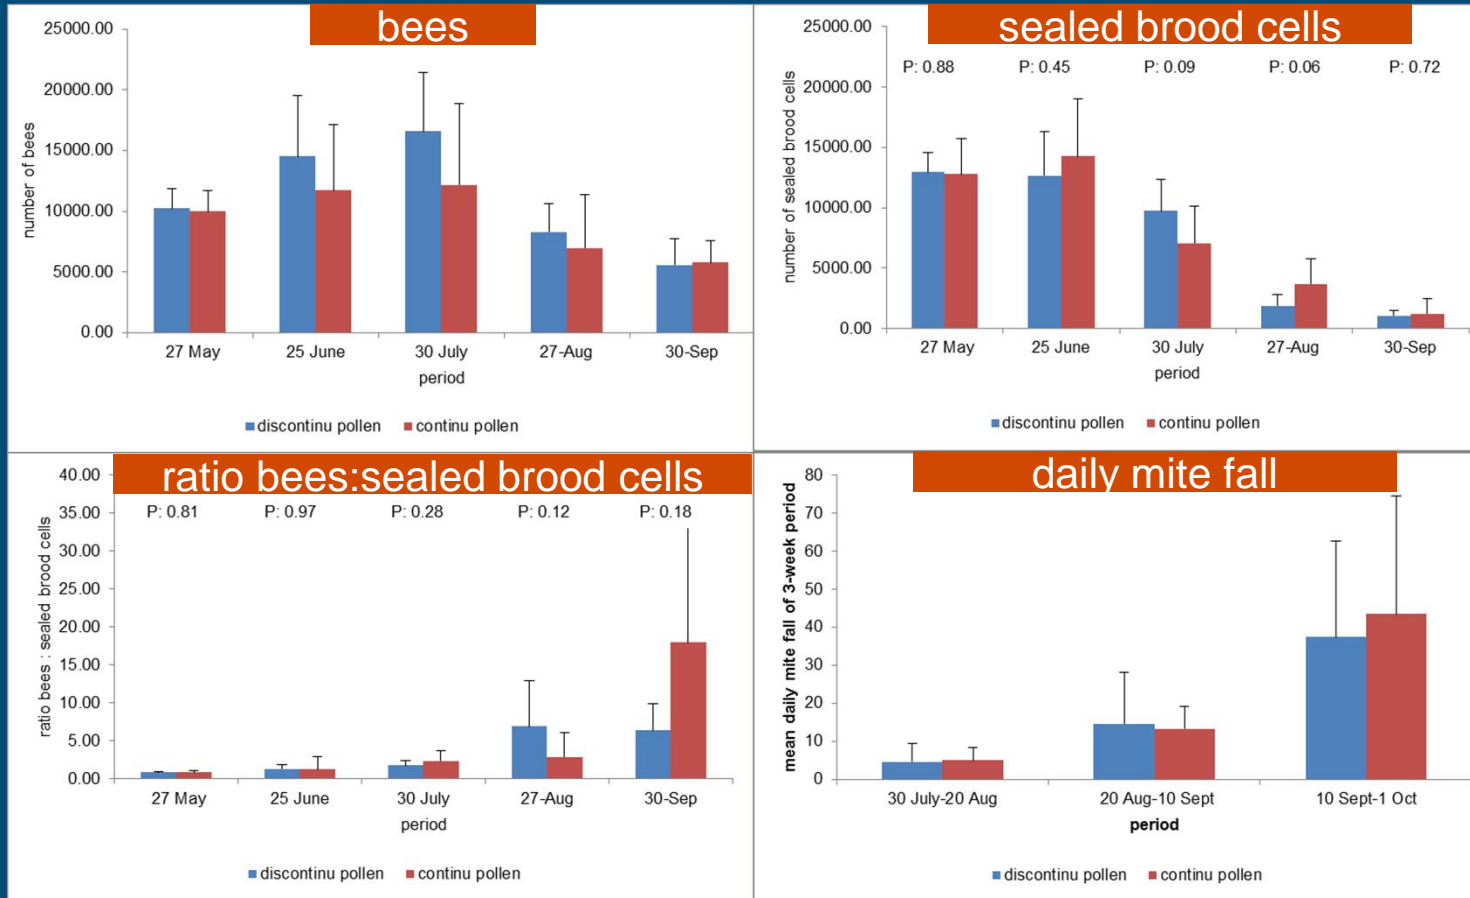 bees
25000.00
20000.00
15000.00
10000.00
5000.00
0.00
number of bees
27 May 25 June 30 July 27-Aug 30-Sep
period
discontinu pollen continu pollen
sealed brood cells
25000.00
20000.00
15000.00
10000.00
5000.00
0.00
number of sealed brood cells
P: 0.88 P: 0.45 P: 0.09 P: 0.06 P: 0.72
27 May 25 June 30 July 27-Aug 30-Sep
period
discontinu pollen continu pollen
ratio bees:sealed brood cells
40.00
35.00
30.00
25.00
20.00
15.00
10.00
5.00
0.00
ratio bees : sealed brood cells
P: 0.81 P: 0.97 P: 0.28 P: 0.12 P: 0.18
27 May 25 June 30 July 27-Aug 30-Sep
period
discontinu pollen continu pollen
daily mite fall
80
70
60
50
40
30
20
10
0
mean daily mite fall of 3-week period
30 July-20 Aug 20 Aug-10 Sept 10 Sept-1 Oct
period
discontinu pollen continu pollen